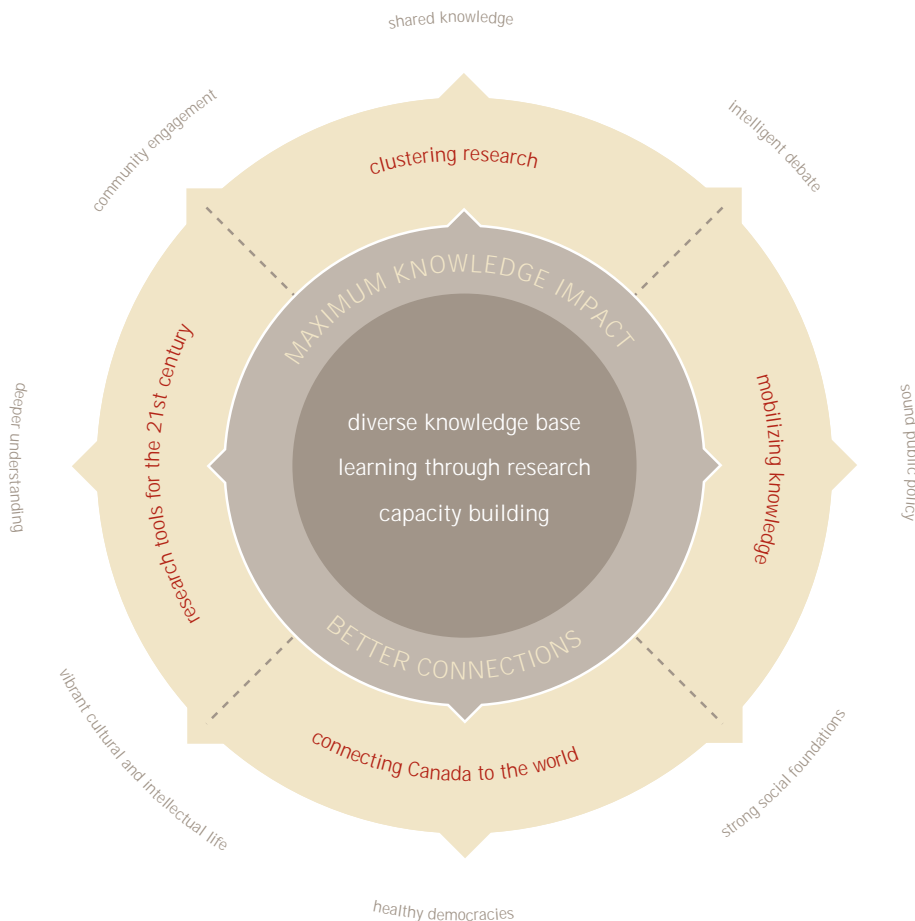 shared knowledge
community engagement
intelligent debate
clustering research
MAXIMUM KNOWLEDGE IMPACT
research tools for the 21st century
mobilizing knowledge
deeper understanding
sound public policy
diverse knowledge base
learning through research
capacity building
BETTER CONNECTIONS
connecting Canada to the world
vibrant cultural and intellectual life
strong social foundations
healthy democracies